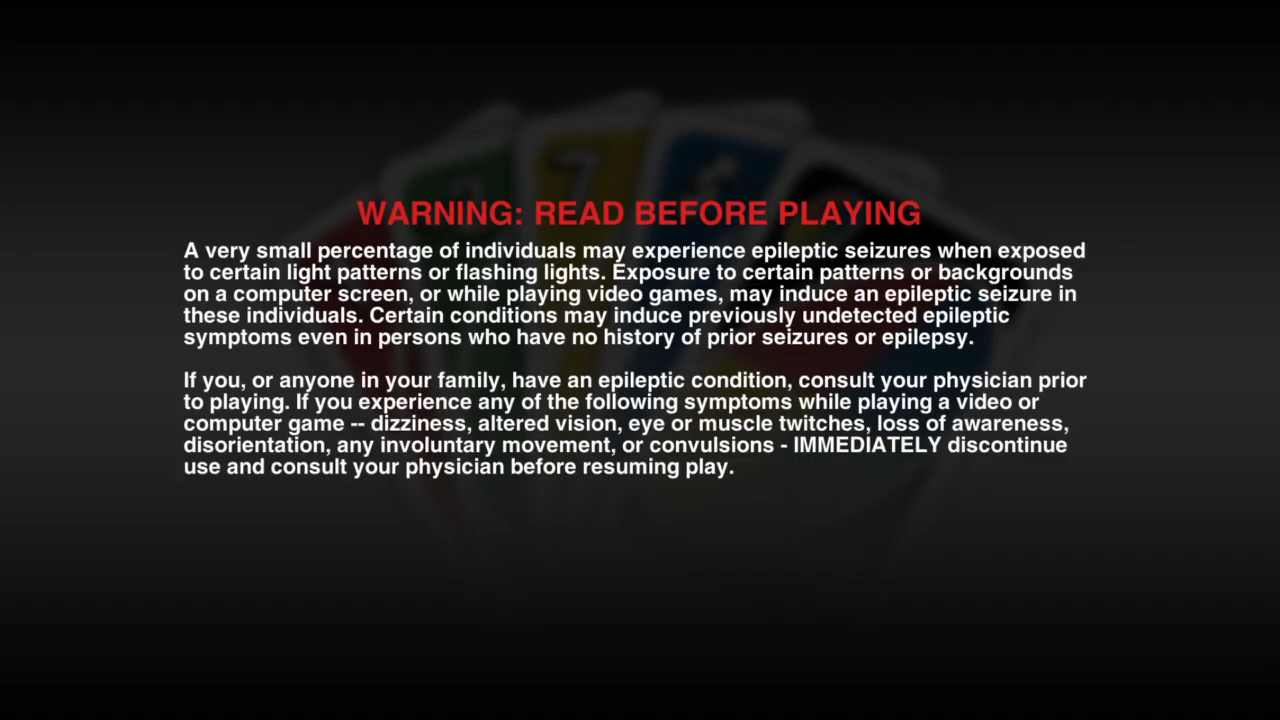 WARNING: READ BEFORE PLAYING
A very small percentage of individuals may experience epileptic seizures when exposed
to certain light patterns or flashing lights. Exposure to certain patterns or backgrounds
on a computer screen, or while playing video games, may induce an epileptic seizure in
these individuals. Certain conditions may induce previously undetected epileptic
symptoms even in persons who have no history of prior seizures or epilepsy.
If you, or anyone in your family, have an epileptic condition, consult your physician prior
to playing. If you experience any of the following symptoms while playing a video or
computer game -- dizziness, altered vision, eye or muscle twitches, loss of awareness,
disorientation, any involuntary movement, or convulsions - IMMEDIATELY discontinue
use and consult your physician before resuming play.